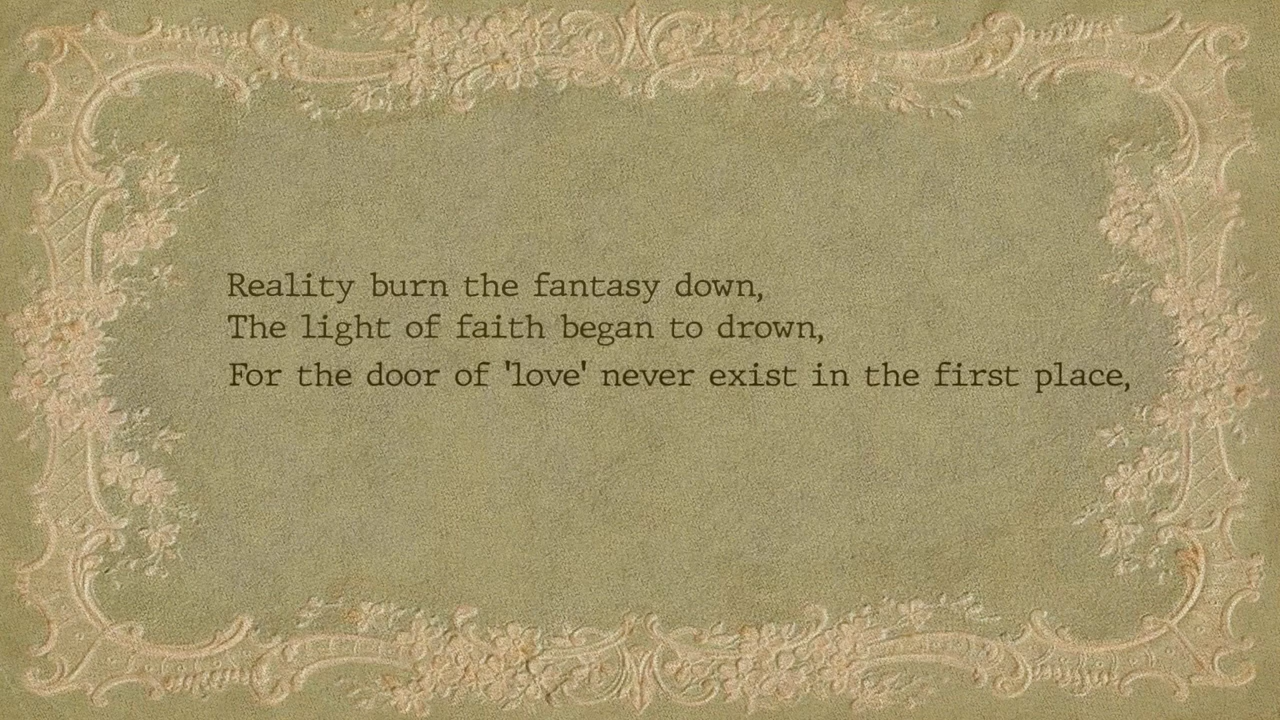 Reality burn the fantasy down,
The light of faith began to drown,
For the door of 'love' never exist in the first place,